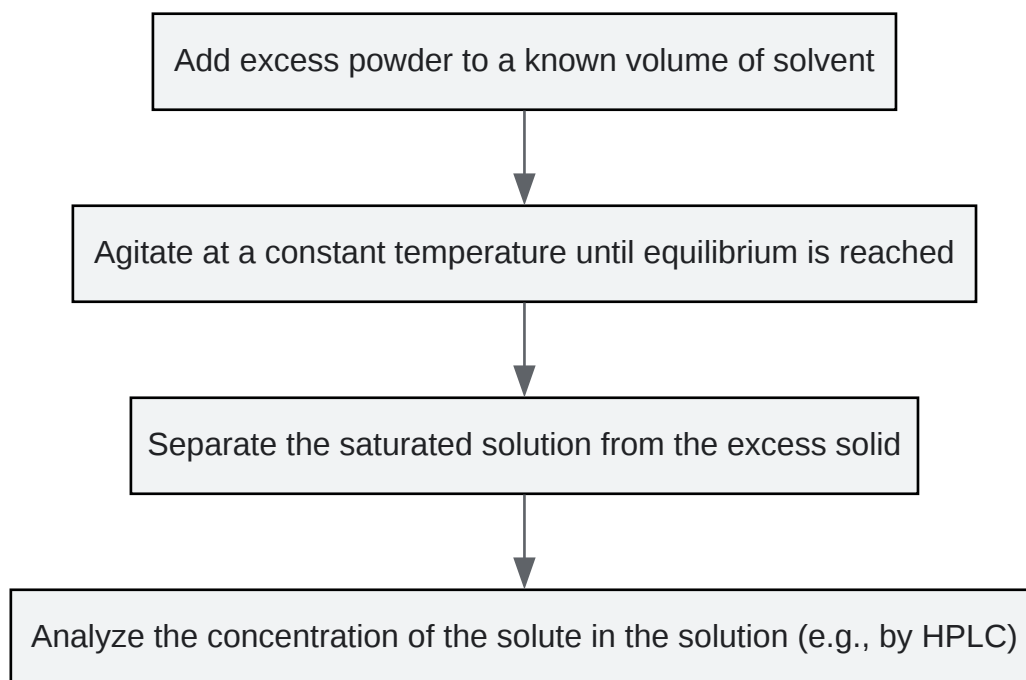 Add excess powder to a known volume of solvent
Agitate at a constant temperature until equilibrium is reached
Separate the saturated solution from the excess solid
Analyze the concentration of the solute in the solution (e.g., by HPLC)